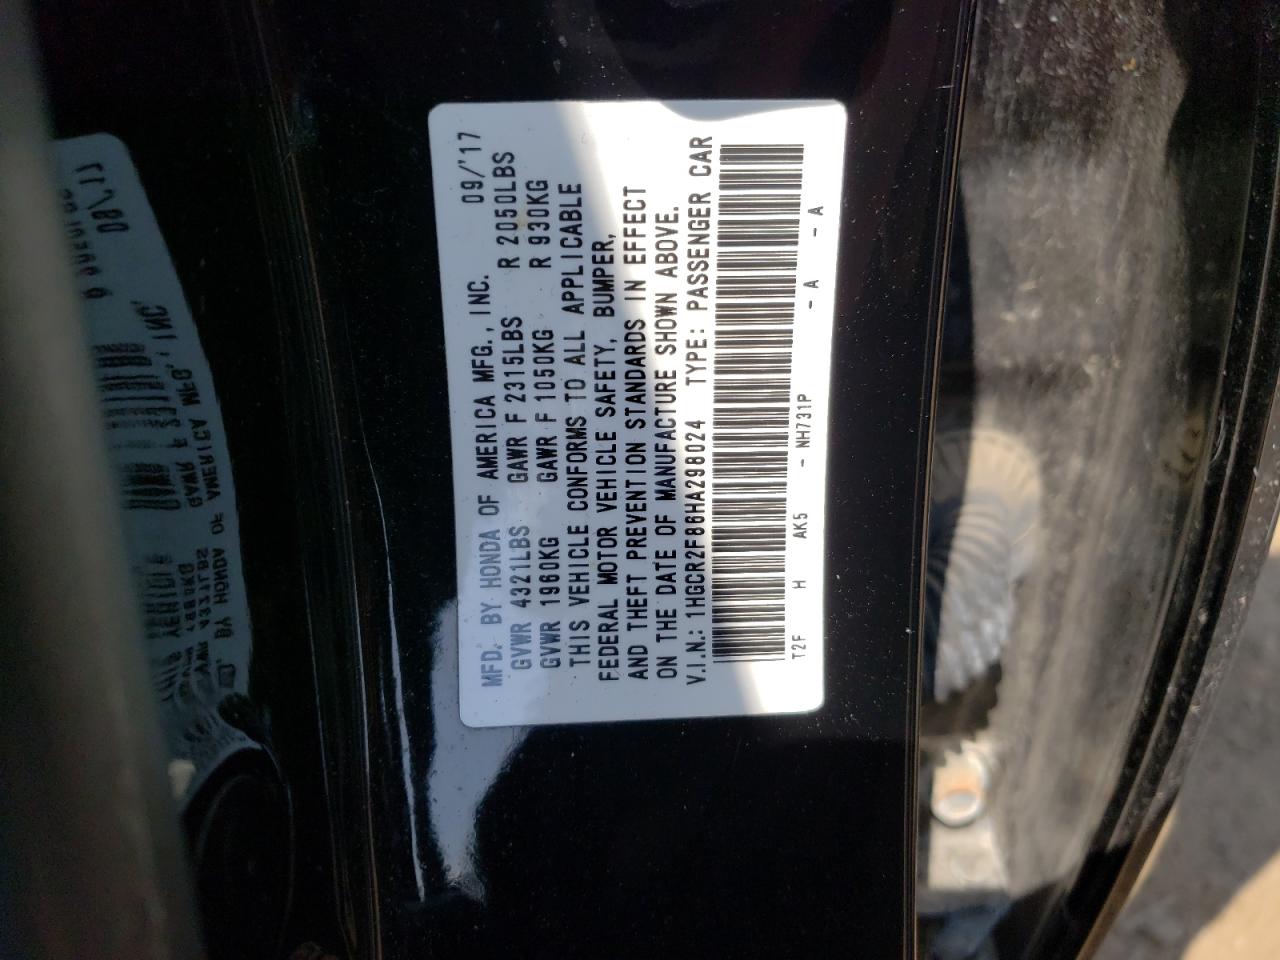 MFD. BY HONDA OF AMERICA MFG., INC. 09/'17
GVWR 4321LBS GAWR F 2315LBS R 2050LBS
GVWR 1960KG GAWR F 1050KG R 930KG
THIS VEHICLE CONFORMS TO ALL APPLICABLE
FEDERAL MOTOR VEHICLE SAFETY, BUMPER,
AND THEFT PREVENTION STANDARDS IN EFFECT
ON THE DATE OF MANUFACTURE SHOWN ABOVE.
V.I.N.: 1HGCR2F86HA298024 TYPE: PASSENGER CAR
T2F H AK5 - NH731P - A - A